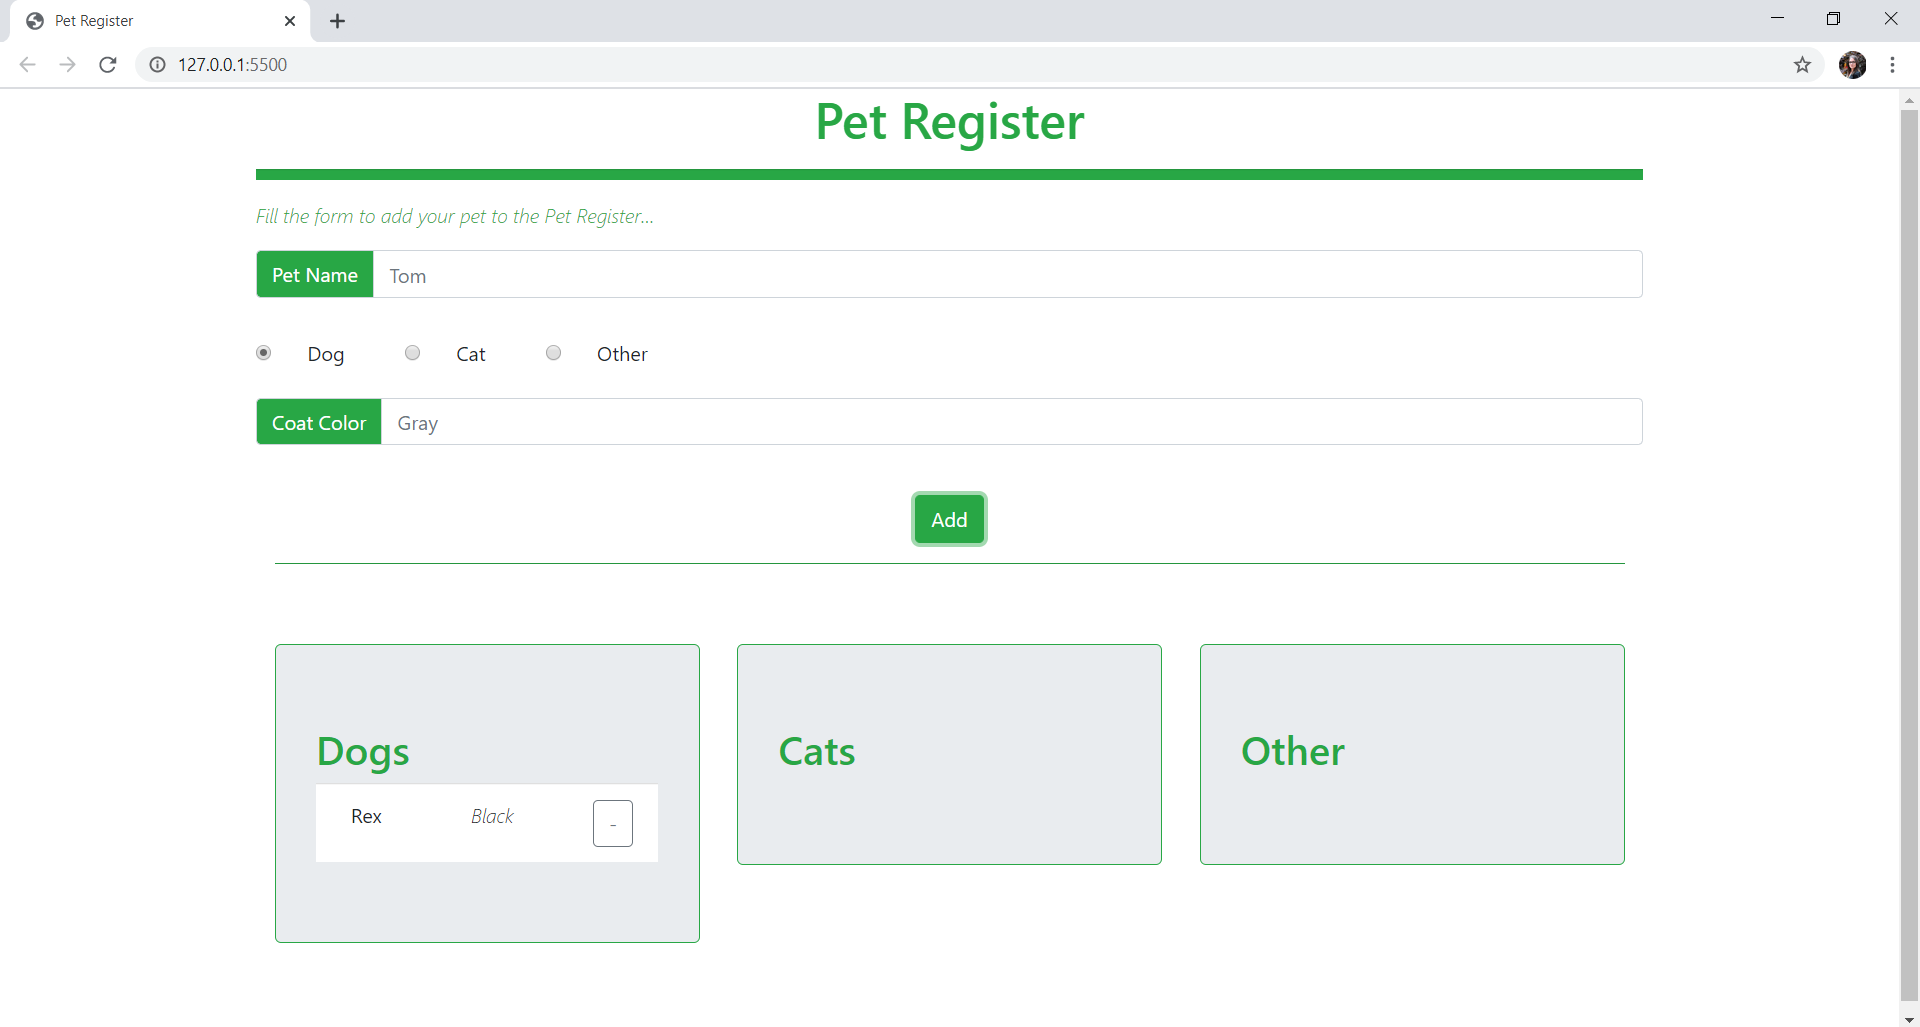 Pet Register
127.0.0.1:5500
Pet Register
Fill the form to add your pet to the Pet Register...
Pet Name Tom
Dog Cat Other
Coat Color Gray
Add
Dogs Cats Other
Rex Black -